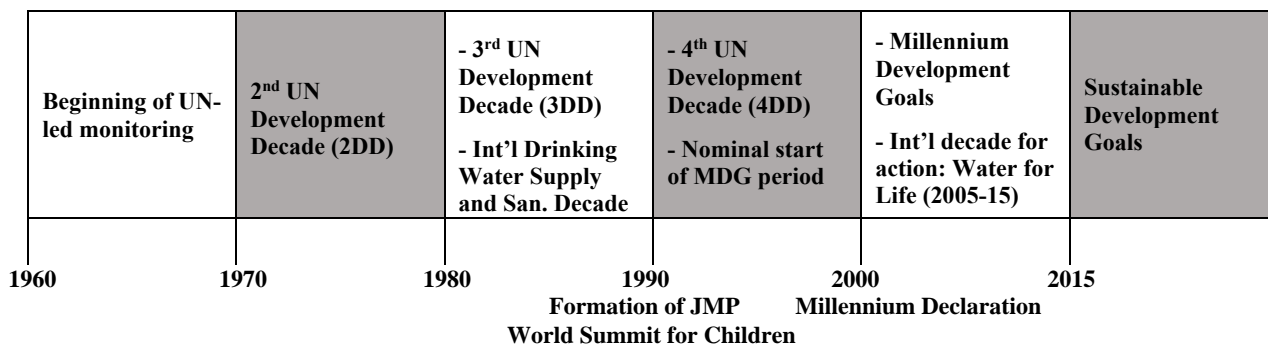 Beginning of UN-
led monitoring
2nd UN
Development
Decade (2DD)
- 3rd UN
Development
Decade (3DD)
- Int’l Drinking
Water Supply
and San. Decade
- 4th UN
Development
Decade (4DD)
- Nominal start
of MDG period
- Millennium
Development
Goals
- Int’l decade for
action: Water for
Life (2005-15)
Sustainable
Development
Goals
1960 1970 1980 1990 2000 2015
Formation of JMP Millennium Declaration
World Summit for Children